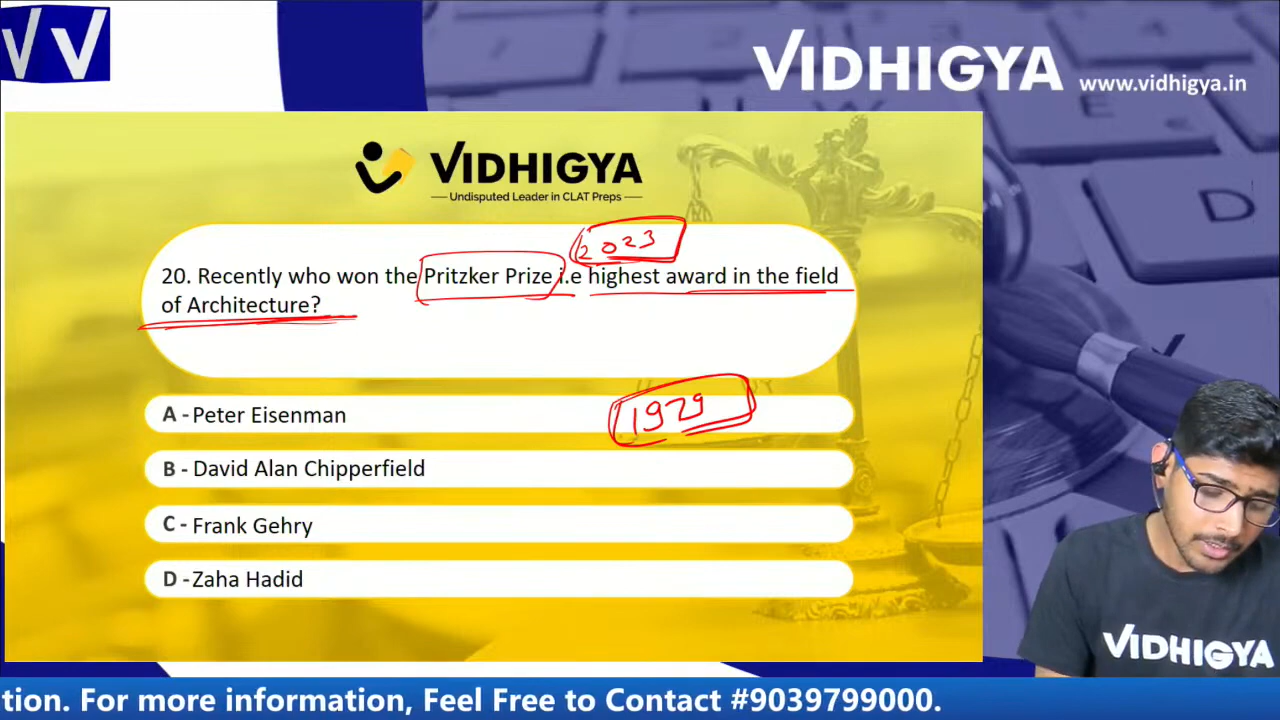 VV
VIDHIGYA www.vidhigya.in
VIDHIGYA
Undisputed Leader in CLAT Preps
2023
20. Recently who won the Pritzker Prize i.e highest award in the field
of Architecture?
A - Peter Eisenman
1929
B - David Alan Chipperfield
C - Frank Gehry
D - Zaha Hadid
E
D
VIDHIGYA
tion. For more information, Feel Free to Contact #9039799000.